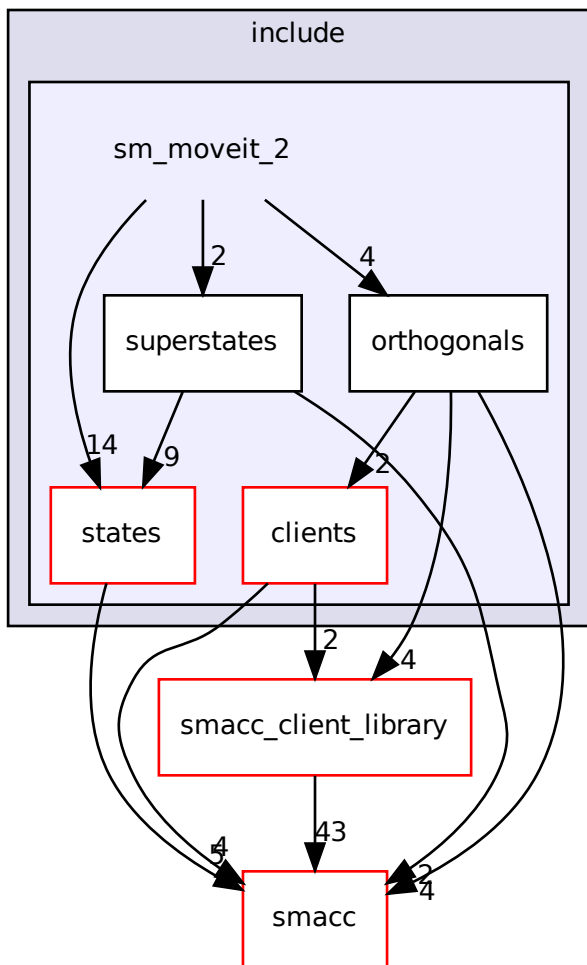 include
sm_moveit_2
2
4
superstates
orthogonals
14
9
2
states
clients
2
4
smacc_client_library
4
5
43
2
4
smacc